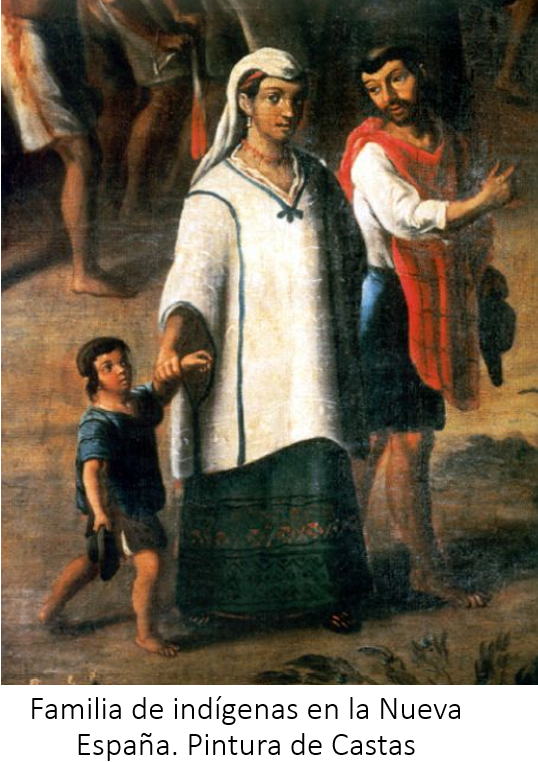 Familia de indígenas en la Nueva
España. Pintura de Castas